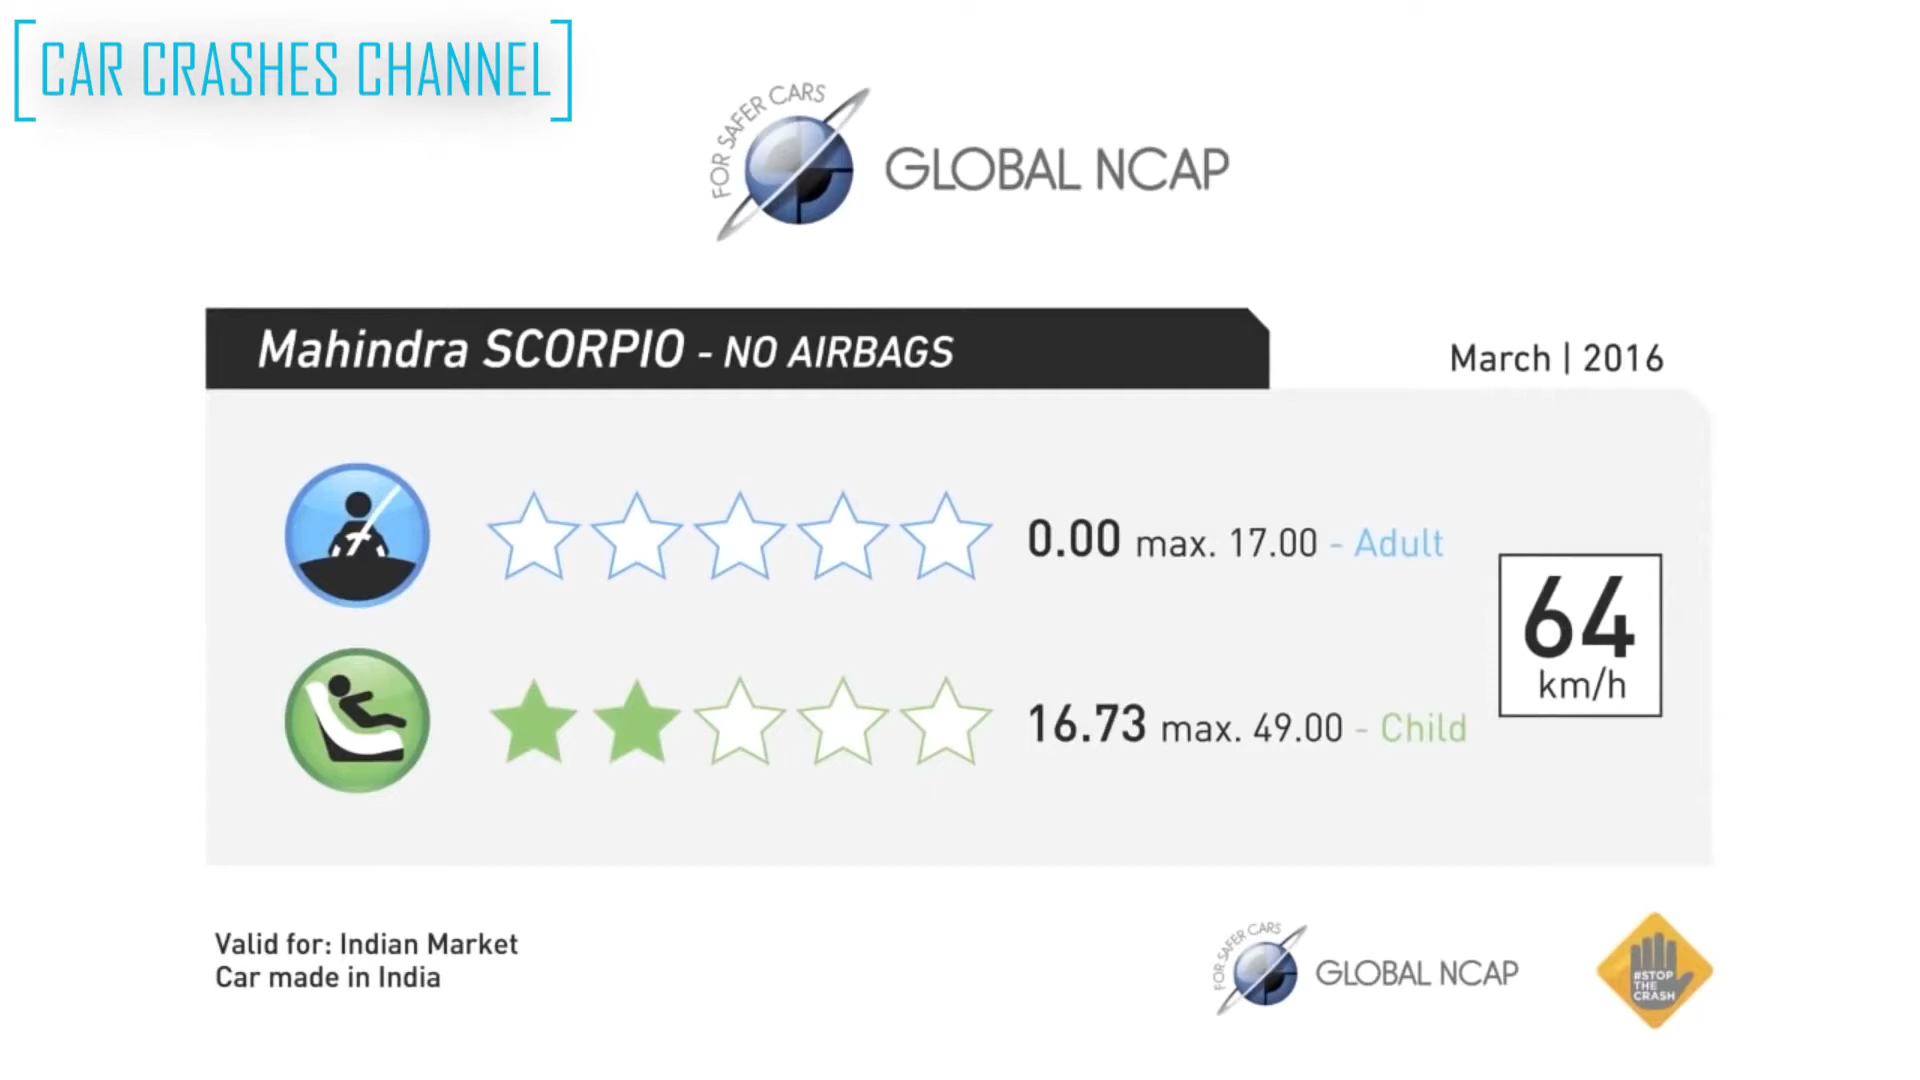 CAR CRASHES CHANNEL
FOR SAFER CARS
GLOBAL NCAP
Mahindra SCORPIO - NO AIRBAGS
March | 2016
0.00 max. 17.00 - Adult
64
km/h
16.73 max. 49.00 - Child
Valid for: Indian Market
Car made in India
FOR SAFER CARS
GLOBAL NCAP
#STOP
THE
CRASH